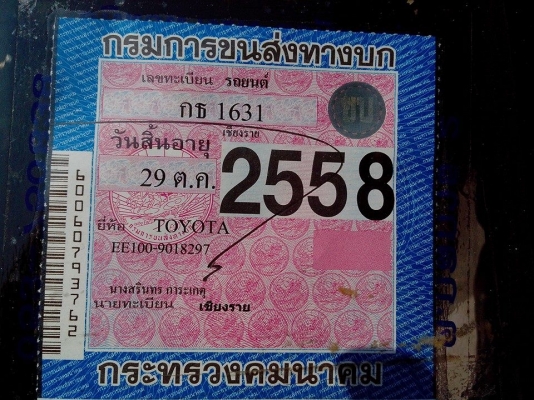 กรมการขนส่งทางบก
เลขทะเบียน รถยนต์
กธ 1631
เชียงราย
วันสิ้นอายุ
29 ต.ค. 2558
ยี่ห้อ TOYOTA
EE100-9018297
นายทะเบียน เชียงราย
กระทรวงคมนาคม
60060793762